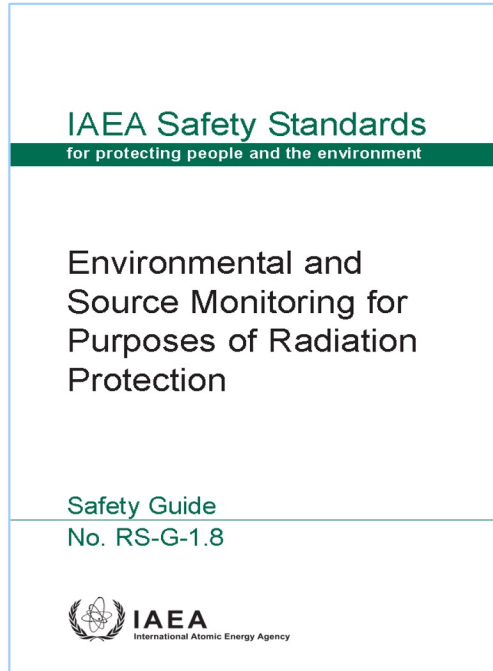 IAEA Safety Standards
for protecting people and the environment
Environmental and
Source Monitoring for
Purposes of Radiation
Protection
Safety Guide
No. RS-G-1.8
IAEA
International Atomic Energy Agency